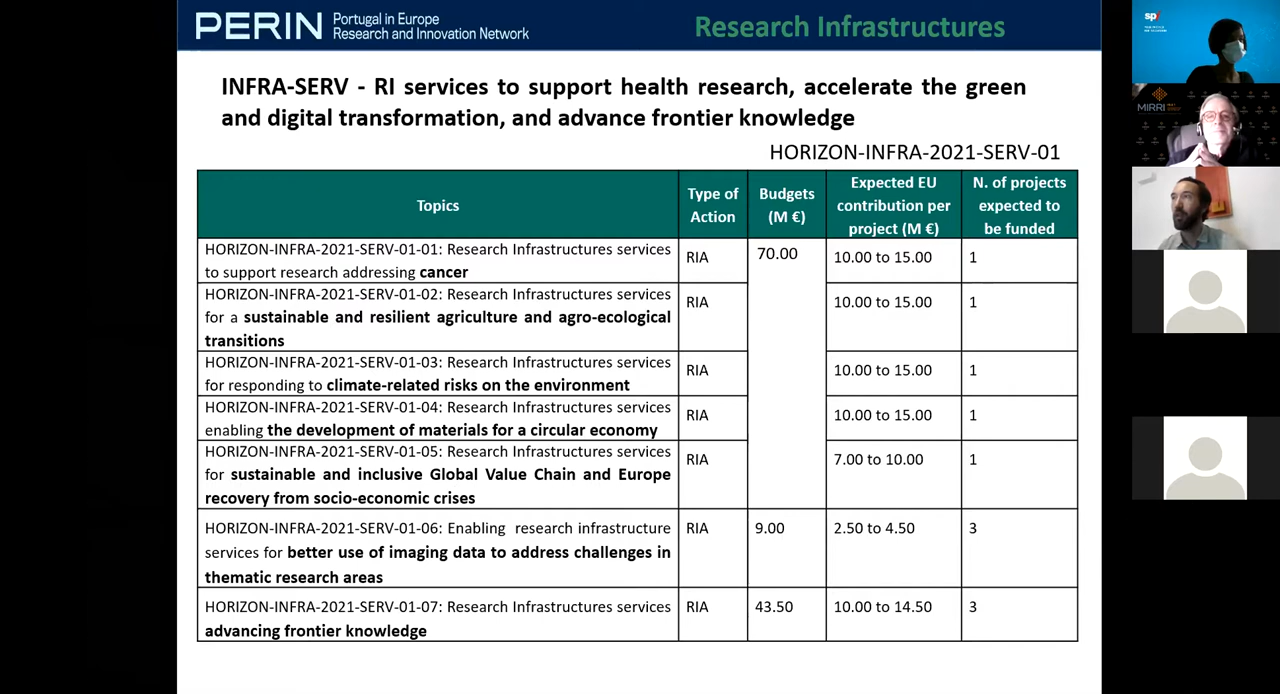 PERIN
Portugal in Europe
Research and Innovation Network
Research Infrastructures
INFRA-SERV - RI services to support health research, accelerate the green
and digital transformation, and advance frontier knowledge
HORIZON-INFRA-2021-SERV-01
Topics
Type of
Action
Budgets
(M €)
Expected EU
contribution per
project (M €)
N. of projects
expected to
be funded
HORIZON-INFRA-2021-SERV-01-01: Research Infrastructures services
to support research addressing cancer
RIA
70.00
10.00 to 15.00
1
HORIZON-INFRA-2021-SERV-01-02: Research Infrastructures services
for a sustainable and resilient agriculture and agro-ecological
transitions
RIA
10.00 to 15.00
1
HORIZON-INFRA-2021-SERV-01-03: Research Infrastructures services
for responding to climate-related risks on the environment
RIA
10.00 to 15.00
1
HORIZON-INFRA-2021-SERV-01-04: Research Infrastructures services
enabling the development of materials for a circular economy
RIA
10.00 to 15.00
1
HORIZON-INFRA-2021-SERV-01-05: Research Infrastructures services
for sustainable and inclusive Global Value Chain and Europe
recovery from socio-economic crises
RIA
7.00 to 10.00
1
HORIZON-INFRA-2021-SERV-01-06: Enabling research infrastructure
services for better use of imaging data to address challenges in
thematic research areas
RIA
9.00
2.50 to 4.50
3
HORIZON-INFRA-2021-SERV-01-07: Research Infrastructures services
advancing frontier knowledge
RIA
43.50
10.00 to 14.50
3
MIRRI